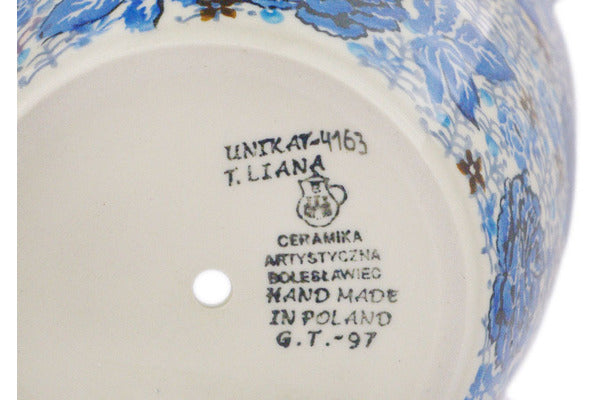 UNIKAT-4163
T. LIANA
CERAMIKA
ARTYSTYCZNA
BOLESŁAWIEC
HAND MADE
IN POLAND
G.T.-97